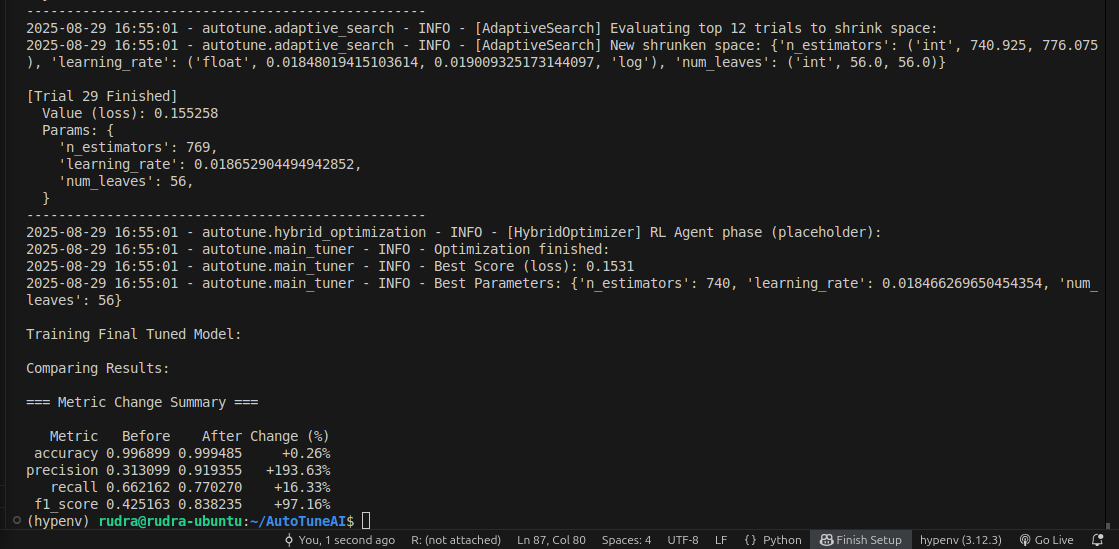 --------------------------------------------------
2025-08-29 16:55:01 - autotune.adaptive_search - INFO - [AdaptiveSearch] Evaluating top 12 trials to shrink space:
2025-08-29 16:55:01 - autotune.adaptive_search - INFO - [AdaptiveSearch] New shrunken space: {'n_estimators': ('int', 740.925, 776.075
), 'learning_rate': ('float', 0.01848019415103614, 0.019009325173144097, 'log'), 'num_leaves': ('int', 56.0, 56.0)}
[Trial 29 Finished]
Value (loss): 0.155258
Params: {
'n_estimators': 769,
'learning_rate': 0.018652904494942852,
'num_leaves': 56,
}
--------------------------------------------------
2025-08-29 16:55:01 - autotune.hybrid_optimization - INFO - [HybridOptimizer] RL Agent phase (placeholder):
2025-08-29 16:55:01 - autotune.main_tuner - INFO - Optimization finished:
2025-08-29 16:55:01 - autotune.main_tuner - INFO - Best Score (loss): 0.1531
2025-08-29 16:55:01 - autotune.main_tuner - INFO - Best Parameters: {'n_estimators': 740, 'learning_rate': 0.018466269650454354, 'num_
leaves': 56}
Training Final Tuned Model:
Comparing Results:
=== Metric Change Summary ===
Metric Before After Change (%)
accuracy 0.996899 0.999485 +0.26%
precision 0.313099 0.919355 +193.63%
recall 0.662162 0.770270 +16.33%
f1_score 0.425163 0.838235 +97.16%
(hypenv) rudra@rudra-ubuntu:~/AutoTuneAI$
You, 1 second ago R: (not attached) Ln 87, Col 80 Spaces: 4 UTF-8 LF {} Python Finish Setup hypenv (3.12.3) Go Live